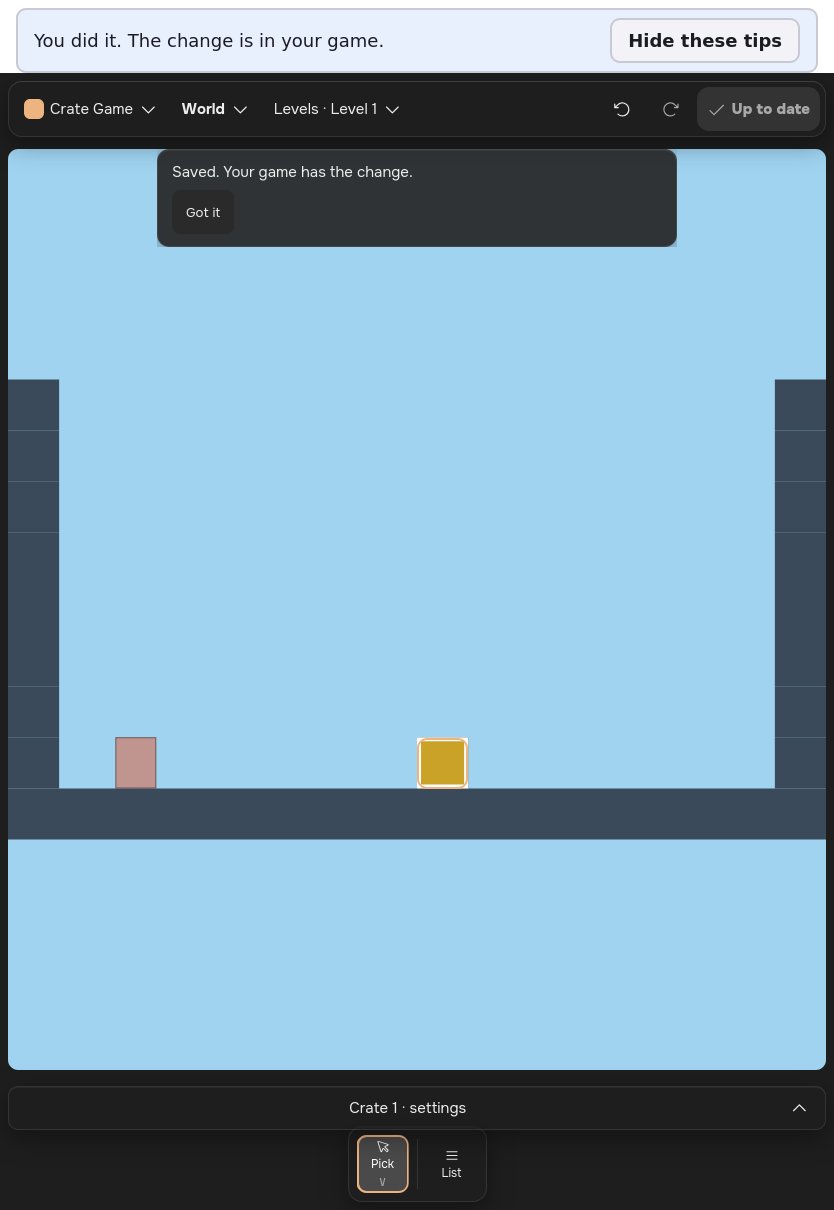 You did it. The change is in your game.
Hide these tips
Crate Game
World
Levels · Level 1
Up to date
Saved. Your game has the change.
Got it
Crate 1 · settings
Pick
V
List